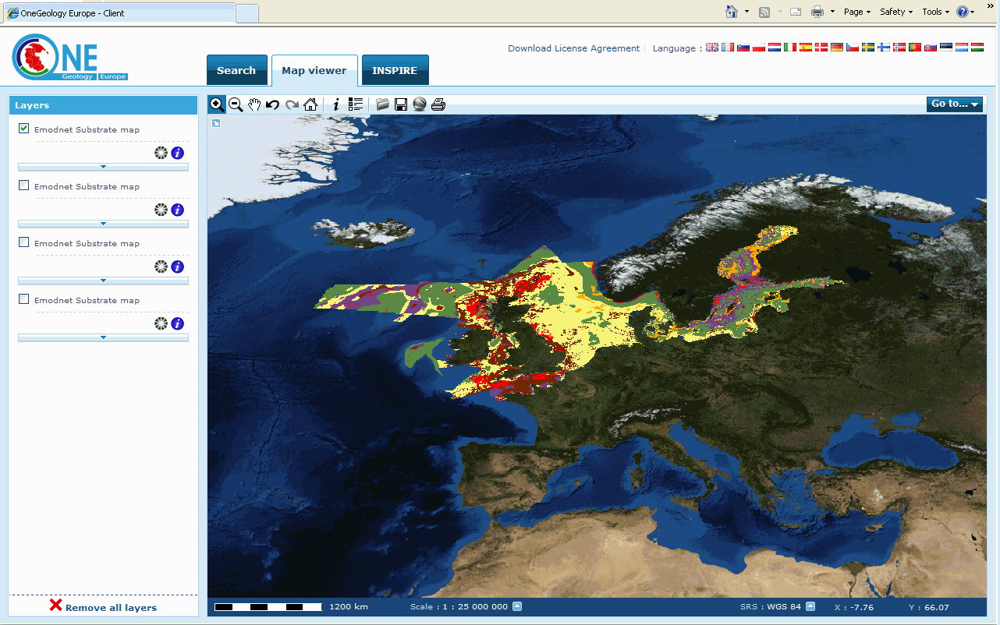 OneGeology Europe - Client
Page
Safety
Tools
»
ONE
Geology Europe
Download License Agreement
Language :
Search
Map viewer
INSPIRE
Layers
Emodnet Substrate map
Emodnet Substrate map
Emodnet Substrate map
Emodnet Substrate map
Remove all layers
Go to...
1200 km
Scale : 1 : 25 000 000
SRS : WGS 84
X : -7.76
Y : 66.07